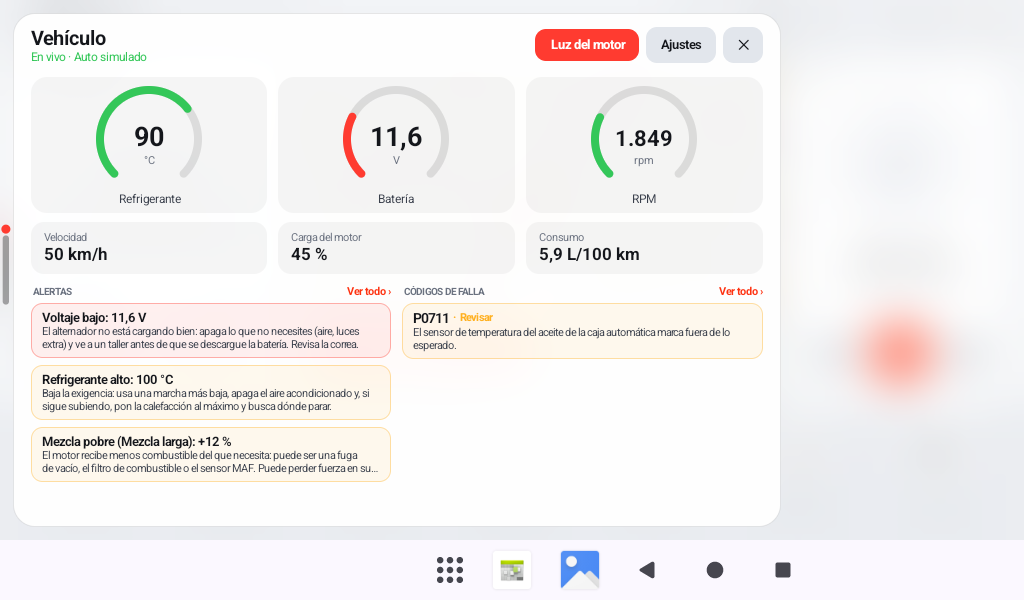 Vehículo
En vivo · Auto simulado
Luz del motor
Ajustes
90
°C
Refrigerante
11,6
V
Batería
1.849
rpm
RPM
Velocidad
50 km/h
Carga del motor
45 %
Consumo
5,9 L/100 km
ALERTAS
Ver todo ›
CÓDIGOS DE FALLA
Ver todo ›
Voltaje bajo: 11,6 V
El alternador no está cargando bien: apaga lo que no necesites (aire, luces
extra) y ve a un taller antes de que se descargue la batería. Revisa la correa.
Refrigerante alto: 100 °C
Baja la exigencia: usa una marcha más baja, apaga el aire acondicionado y, si
sigue subiendo, pon la calefacción al máximo y busca dónde parar.
Mezcla pobre (Mezcla larga): +12 %
El motor recibe menos combustible del que necesita: puede ser una fuga
de vacío, el filtro de combustible o el sensor MAF. Puede perder fuerza en su...
P0711 · Revisar
El sensor de temperatura del aceite de la caja automática marca fuera de lo
esperado.